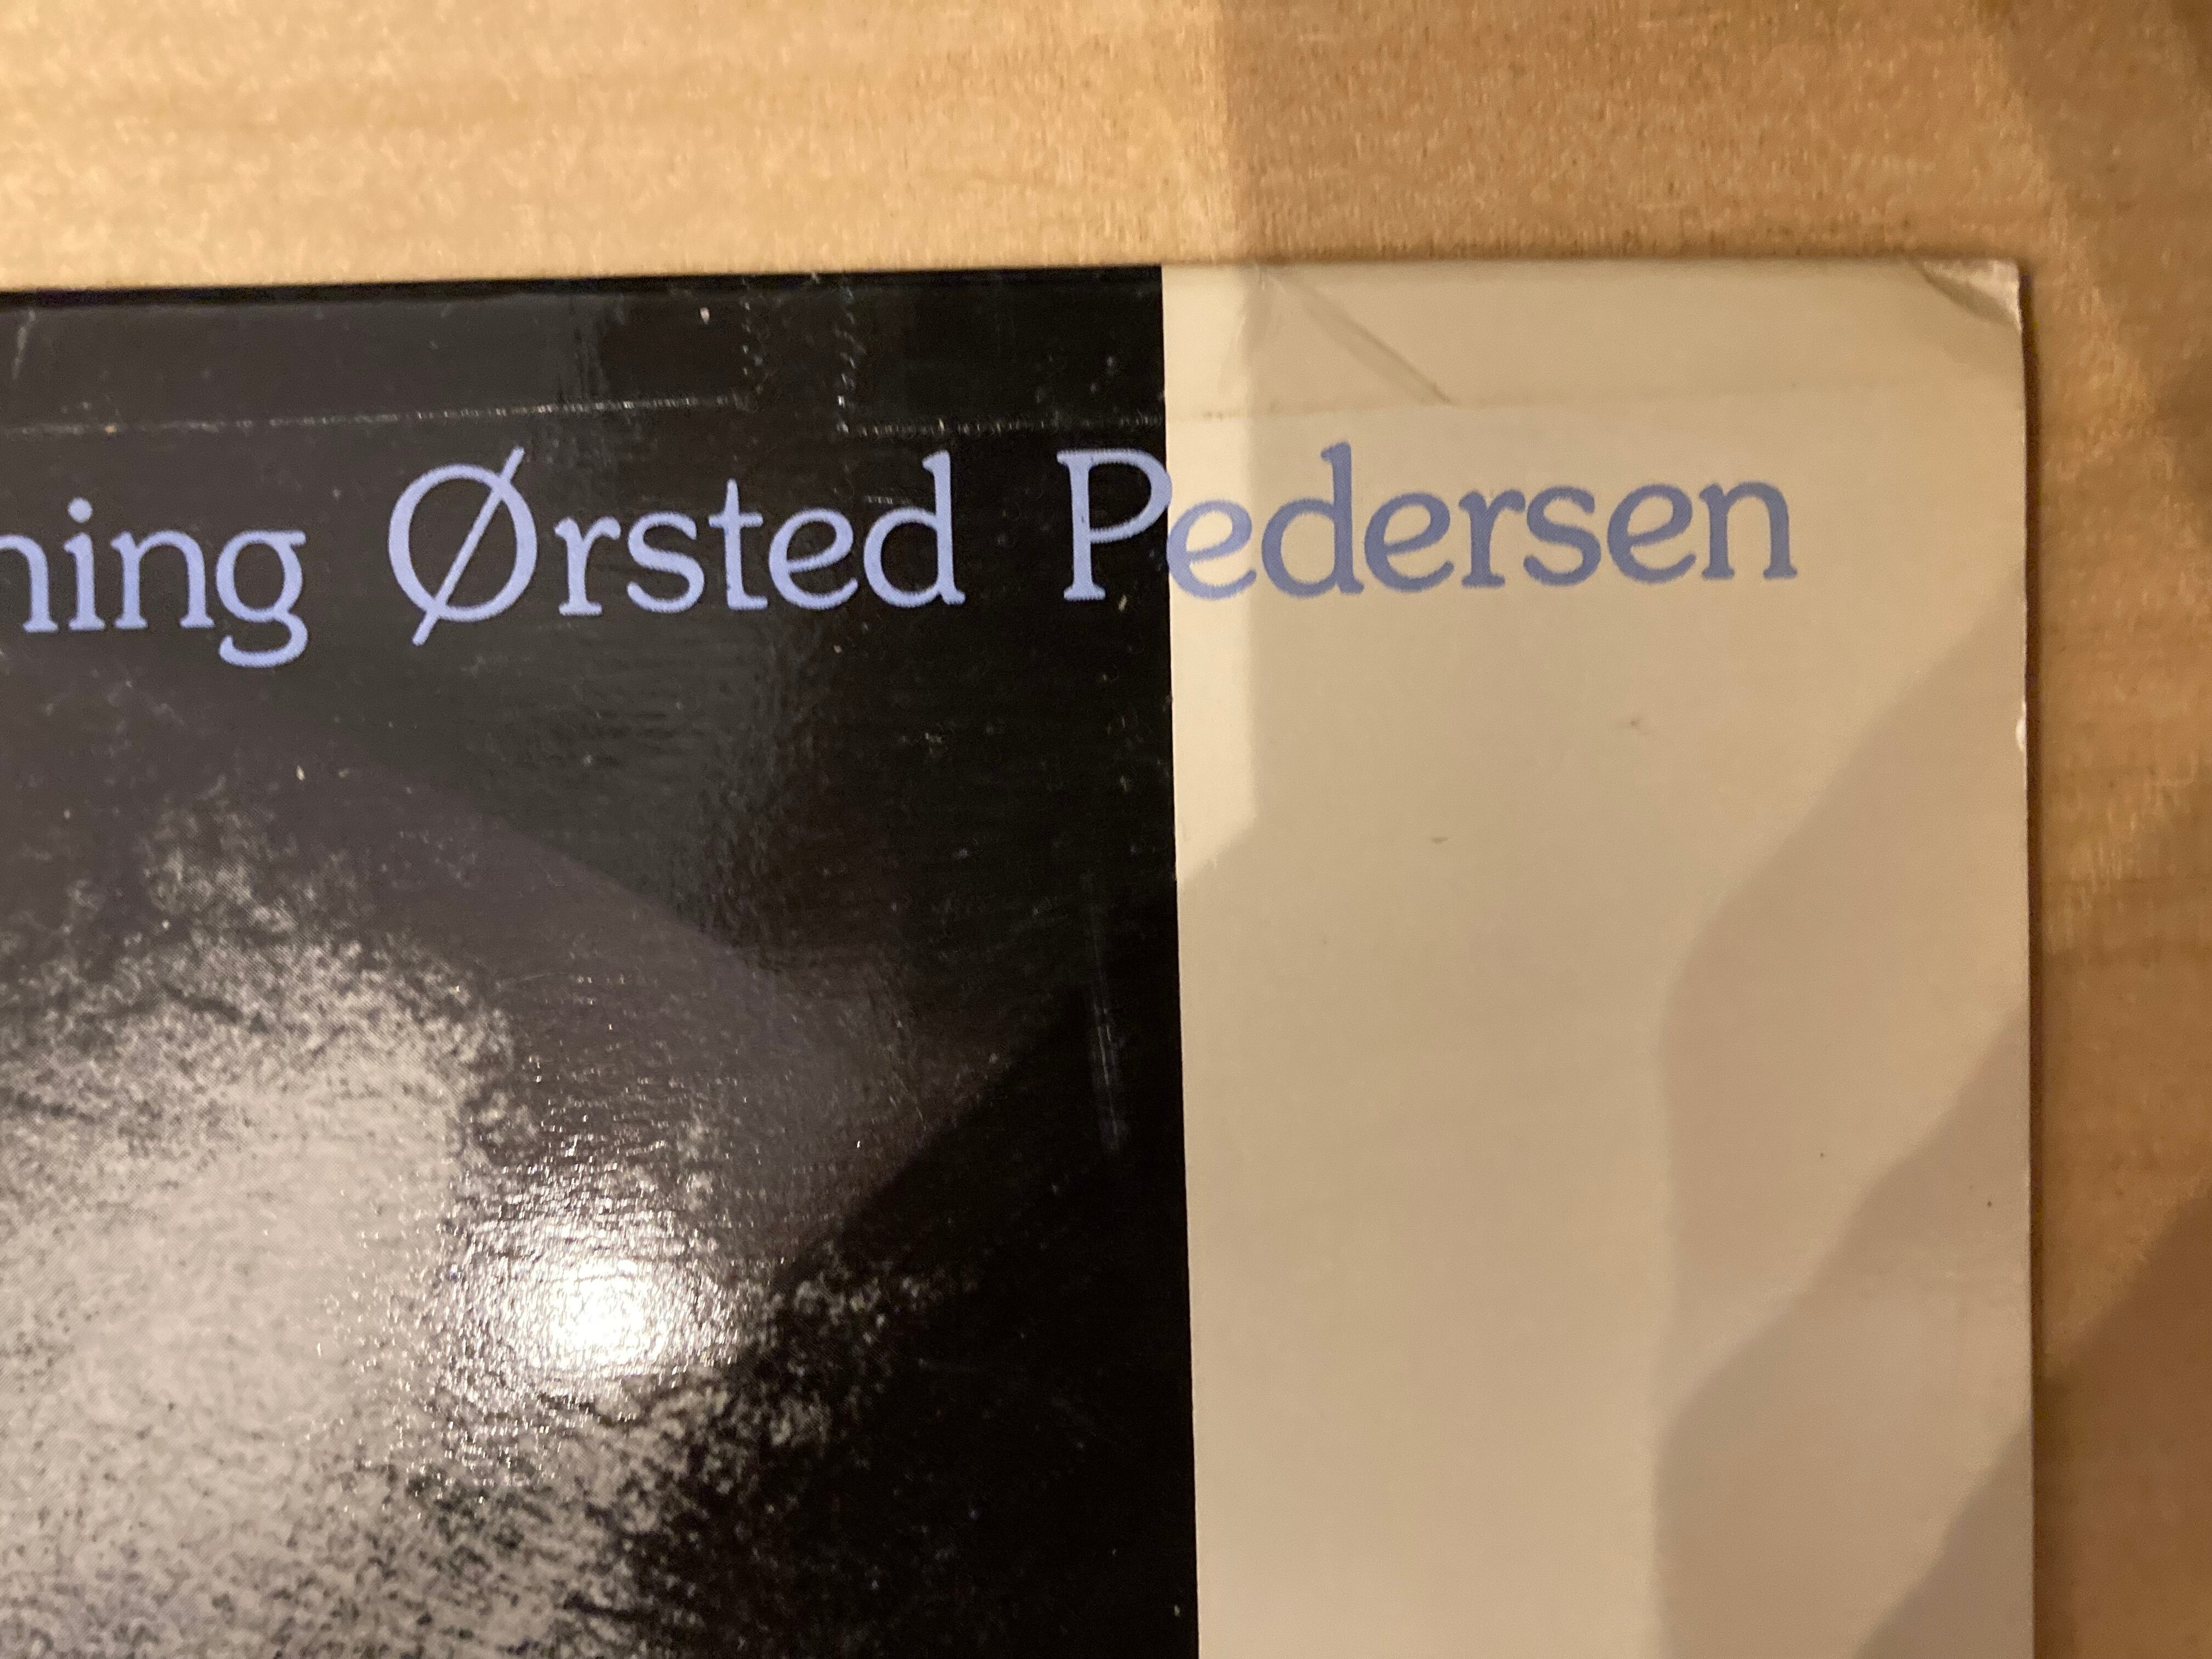 ning Ørsted Pedersen